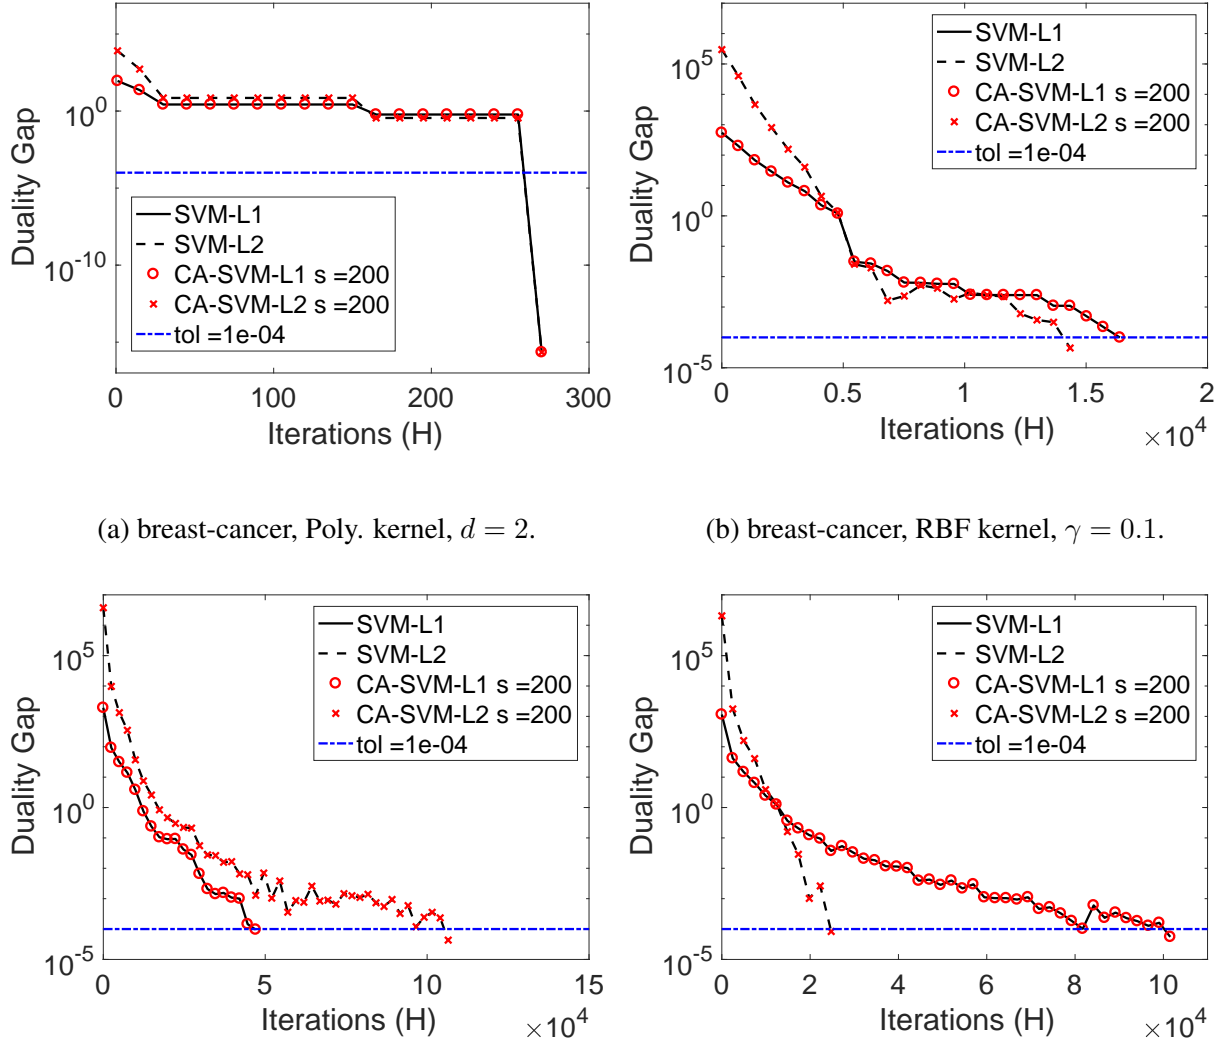 Duality Gap
10^0
10^-10
SVM-L1
SVM-L2
CA-SVM-L1 s =200
CA-SVM-L2 s =200
tol =1e-04
0
100
200
300
Iterations (H)
Duality Gap
10^5
10^0
10^-5
SVM-L1
SVM-L2
CA-SVM-L1 s =200
CA-SVM-L2 s =200
tol =1e-04
0
0.5
1
1.5
2
Iterations (H)
×10^4
(a) breast-cancer, Poly. kernel, d = 2.
(b) breast-cancer, RBF kernel, γ = 0.1.
Duality Gap
10^5
10^0
10^-5
SVM-L1
SVM-L2
CA-SVM-L1 s =200
CA-SVM-L2 s =200
tol =1e-04
0
5
10
15
Iterations (H)
×10^4
Duality Gap
10^5
10^0
10^-5
SVM-L1
SVM-L2
CA-SVM-L1 s =200
CA-SVM-L2 s =200
tol =1e-04
0
2
4
6
8
10
Iterations (H)
×10^4